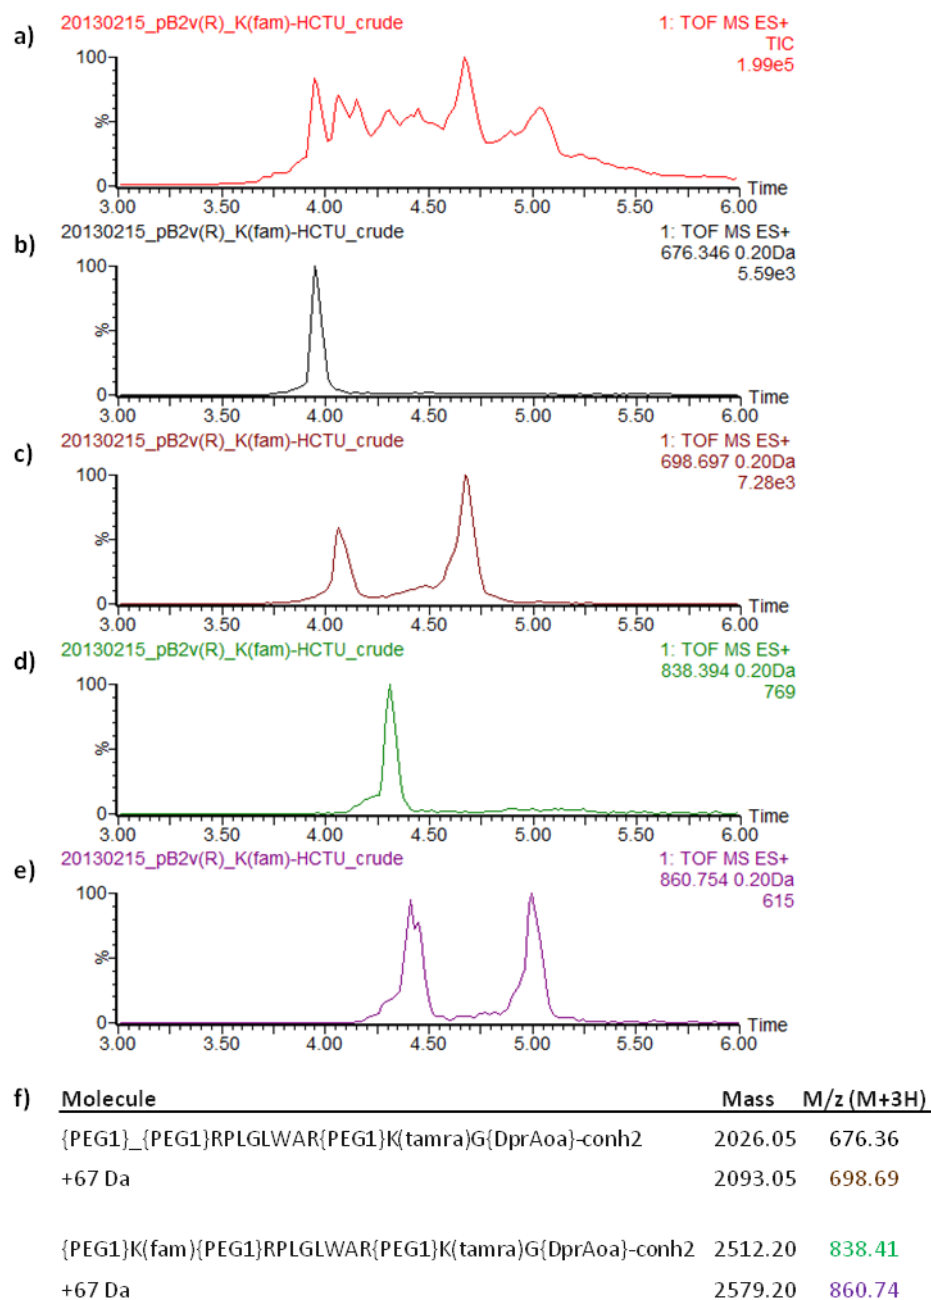 a)
20130215_pB2v(R)_K(fam)-HCTU_crude
1: TOF MS ES+
TIC
1.99e5
100
%
0
3.00 3.50 4.00 4.50 5.00 5.50 6.00
Time
b)
20130215_pB2v(R)_K(fam)-HCTU_crude
1: TOF MS ES+
676.346 0.20Da
5.59e3
100
%
0
3.00 3.50 4.00 4.50 5.00 5.50 6.00
Time
c)
20130215_pB2v(R)_K(fam)-HCTU_crude
1: TOF MS ES+
698.697 0.20Da
7.28e3
100
%
0
3.00 3.50 4.00 4.50 5.00 5.50 6.00
Time
d)
20130215_pB2v(R)_K(fam)-HCTU_crude
1: TOF MS ES+
838.394 0.20Da
769
100
%
0
3.00 3.50 4.00 4.50 5.00 5.50 6.00
Time
e)
20130215_pB2v(R)_K(fam)-HCTU_crude
1: TOF MS ES+
860.754 0.20Da
615
100
%
0
3.00 3.50 4.00 4.50 5.00 5.50 6.00
Time
f) Molecule Mass M/z (M+3H)
{PEG1}_{PEG1}RPLGLWAR{PEG1}K(tamra)G{DprAoa}-conh2 2026.05 676.36
+67 Da 2093.05 698.69
{PEG1}K(fam){PEG1}RPLGLWAR{PEG1}K(tamra)G{DprAoa}-conh2 2512.20 838.41
+67 Da 2579.20 860.74